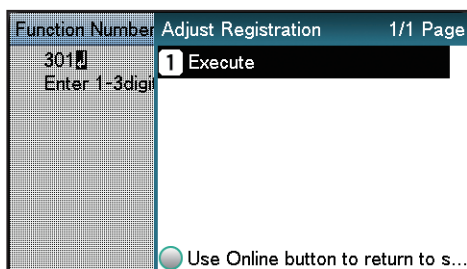 Function Number
301
Enter 1-3digi
Adjust Registration 1/1 Page
1 Execute
Use Online button to return to s...